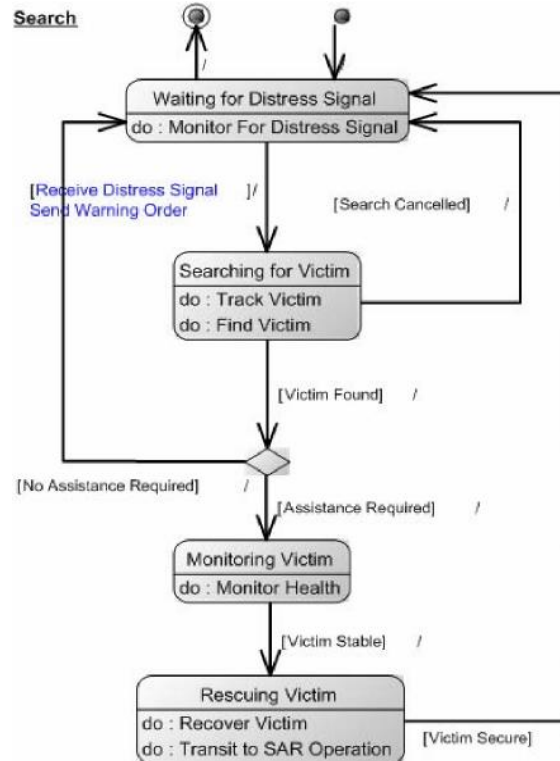 Search
/
Waiting for Distress Signal
do : Monitor For Distress Signal
[Receive Distress Signal ]/
Send Warning Order
[Search Cancelled] /
Searching for Victim
do : Track Victim
do : Find Victim
[Victim Found] /
[No Assistance Required] /
[Assistance Required] /
Monitoring Victim
do : Monitor Health
[Victim Stable] /
Rescuing Victim
do : Recover Victim
do : Transit to SAR Operation
[Victim Secure]